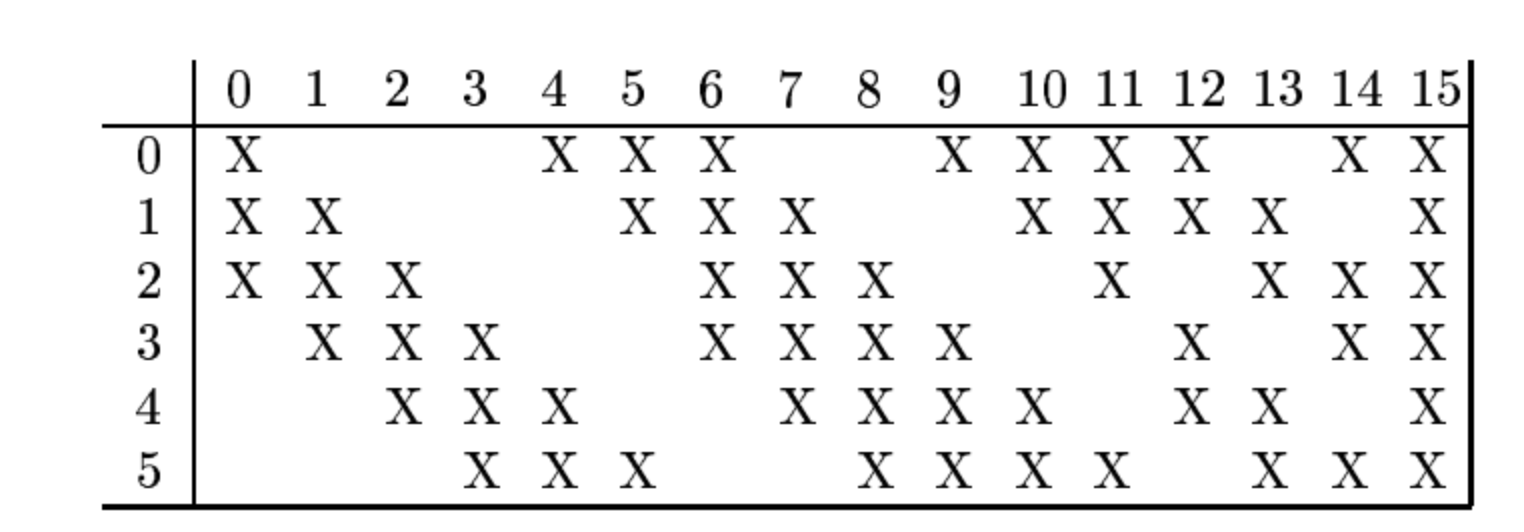 0 1 2 3 4 5 6 7 8 9 10 11 12 13 14 15
0 X X X X X X X X X X
1 X X X X X X X X X X
2 X X X X X X X X X X
3 X X X X X X X X X X
4 X X X X X X X X X X
5 X X X X X X X X X X